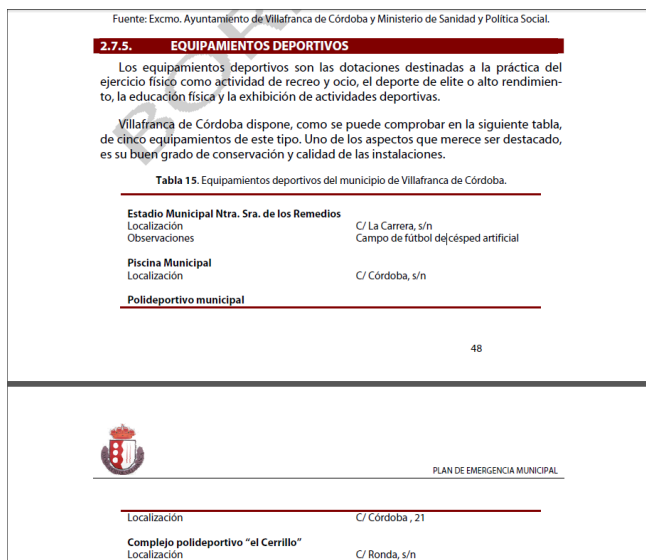 Fuente: Excmo. Ayuntamiento de Villafranca de Córdoba y Ministerio de Sanidad y Política Social.
2.7.5. EQUIPAMIENTOS DEPORTIVOS
Los equipamientos deportivos son las dotaciones destinadas a la práctica del
ejercicio físico como actividad de recreo y ocio, el deporte de elite o alto rendimien-
to, la educación física y la exhibición de actividades deportivas.
Villafranca de Córdoba dispone, como se puede comprobar en la siguiente tabla,
de cinco equipamientos de este tipo. Uno de los aspectos que merece ser destacado,
es su buen grado de conservación y calidad de las instalaciones.
Tabla 15. Equipamientos deportivos del municipio de Villafranca de Córdoba.
Estadio Municipal Ntra. Sra. de los Remedios
Localización C/ La Carrera, s/n
Observaciones Campo de fútbol de césped artificial
Piscina Municipal
Localización C/ Córdoba, s/n
Polideportivo municipal
48
PLAN DE EMERGENCIA MUNICIPAL
Localización C/ Córdoba , 21
Complejo polideportivo “el Cerrillo”
Localización C/ Ronda, s/n